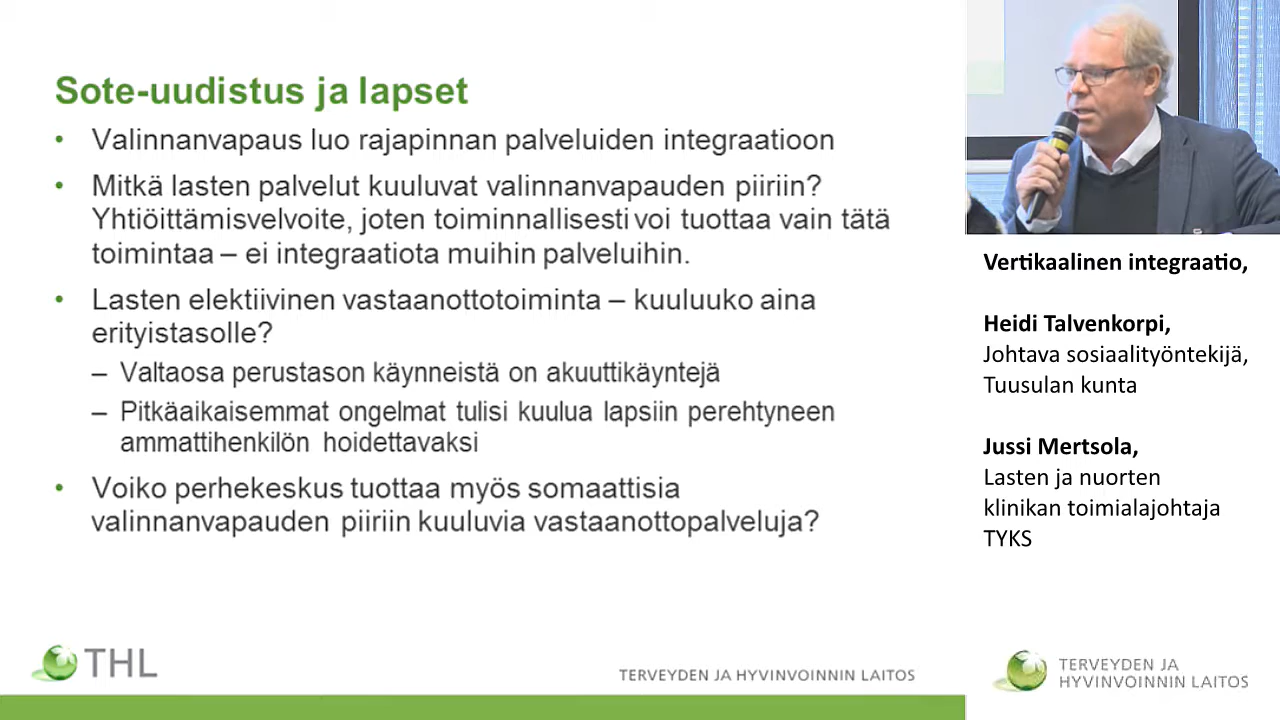 Sote-uudistus ja lapset
• Valinnanvapaus luo rajapinnan palveluiden integraatioon
• Mitkä lasten palvelut kuuluvat valinnanvapauden piiriin?
Yhtiöittämisvelvoite, joten toiminnallisesti voi tuottaa vain tätä
toimintaa – ei integraatiota muihin palveluihin.
• Lasten elektiivinen vastaanottotoiminta – kuuluuko aina
erityistasolle?
– Valtaosa perustason käynneistä on akuuttikäyntejä
– Pitkäaikaisemmat ongelmat tulisi kuulua lapsiin perehtyneen
ammattihenkilön hoidettavaksi
• Voiko perhekeskus tuottaa myös somaattisia
valinnanvapauden piiriin kuuluvia vastaanottopalveluja?
THL
TERVEYDEN JA HYVINVOINNIN LAITOS
Vertikaalinen integraatio,
Heidi Talvenkorpi,
Johtava sosiaalityöntekijä,
Tuusulan kunta
Jussi Mertsola,
Lasten ja nuorten
klinikan toimialajohtaja
TYKS
TERVEYDEN JA
HYVINVOINNIN LAITOS